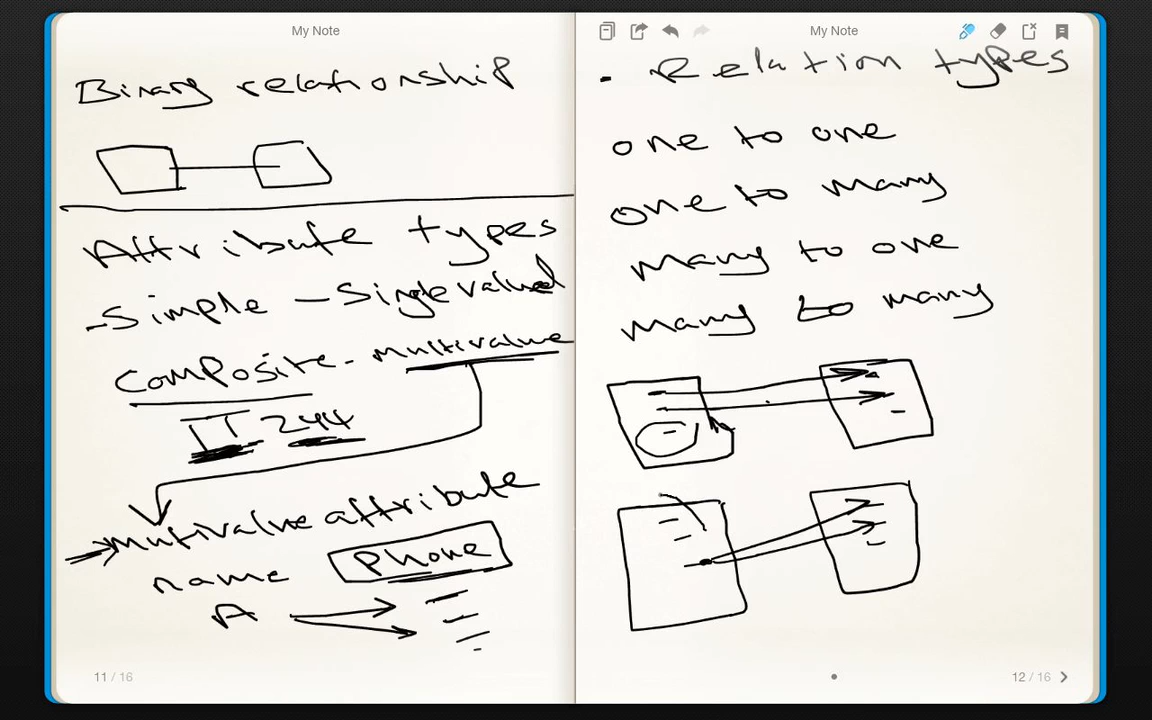 My Note
Binary relationship
Attribute types
-Simple - Single valued
Composite - multivalue
IT 244
Multivalue attribute
name Phone
A
11 / 16
My Note
. Relation types
one to one
one to many
many to one
many to many
12 / 16